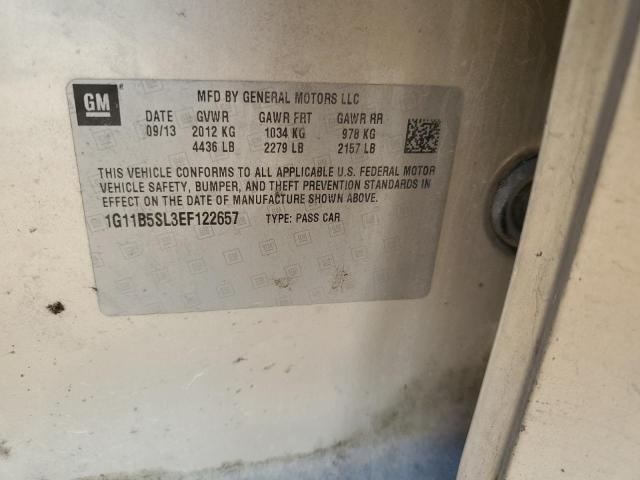 GM
MFD BY GENERAL MOTORS LLC
DATE GVWR GAWR FRT GAWR RR
09/13 2012 KG 1034 KG 978 KG
4436 LB 2279 LB 2157 LB
THIS VEHICLE CONFORMS TO ALL APPLICABLE U.S. FEDERAL MOTOR
VEHICLE SAFETY, BUMPER, AND THEFT PREVENTION STANDARDS IN
EFFECT ON THE DATE OF MANUFACTURE SHOWN ABOVE.
1G11B5SL3EF122657 TYPE: PASS CAR